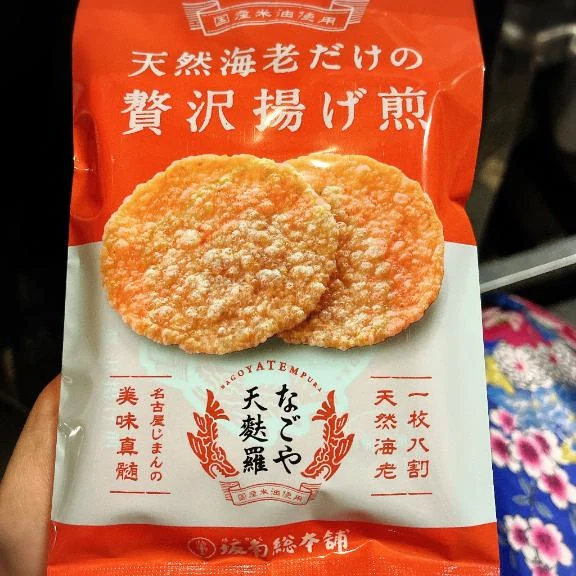 国産米油使用
天然海老だけの
贅沢揚げ煎
NAGOYATEMPURA
なごや
天麩羅
一枚八割
天然海老
名古屋じまんの
美味真髄
国産米油使用
坂角総本舖